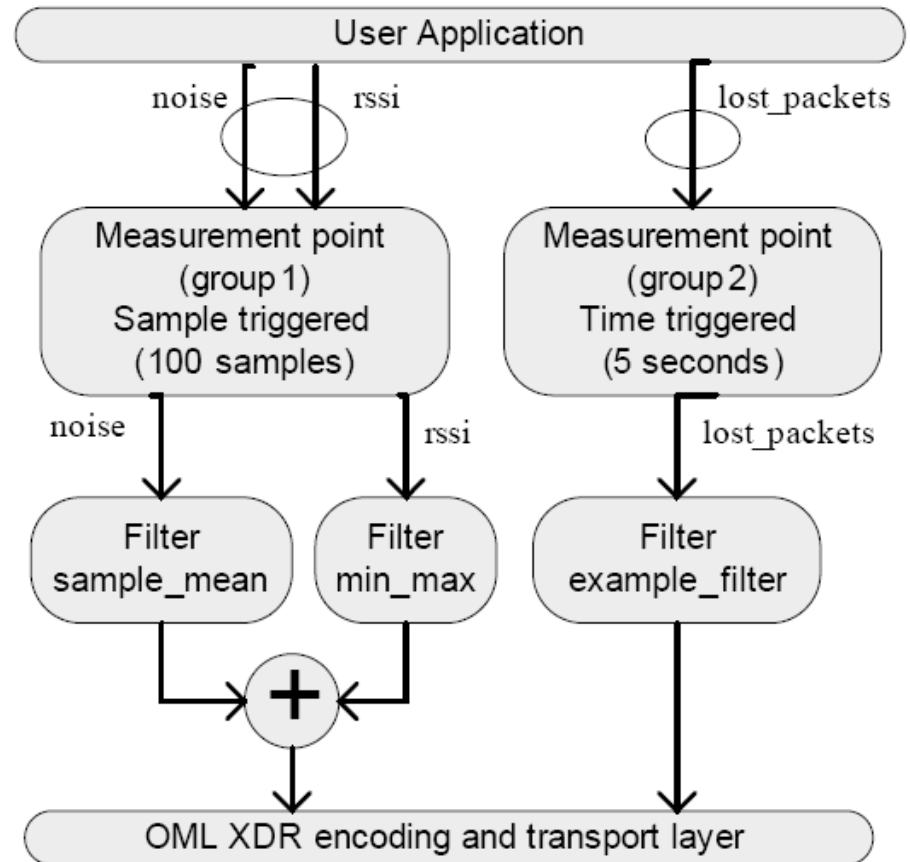 User Application
noise
rssi
lost_packets
Measurement point
(group 1)
Sample triggered
(100 samples)
Measurement point
(group 2)
Time triggered
(5 seconds)
noise
rssi
lost_packets
Filter
sample_mean
Filter
min_max
Filter
example_filter
+
OML XDR encoding and transport layer